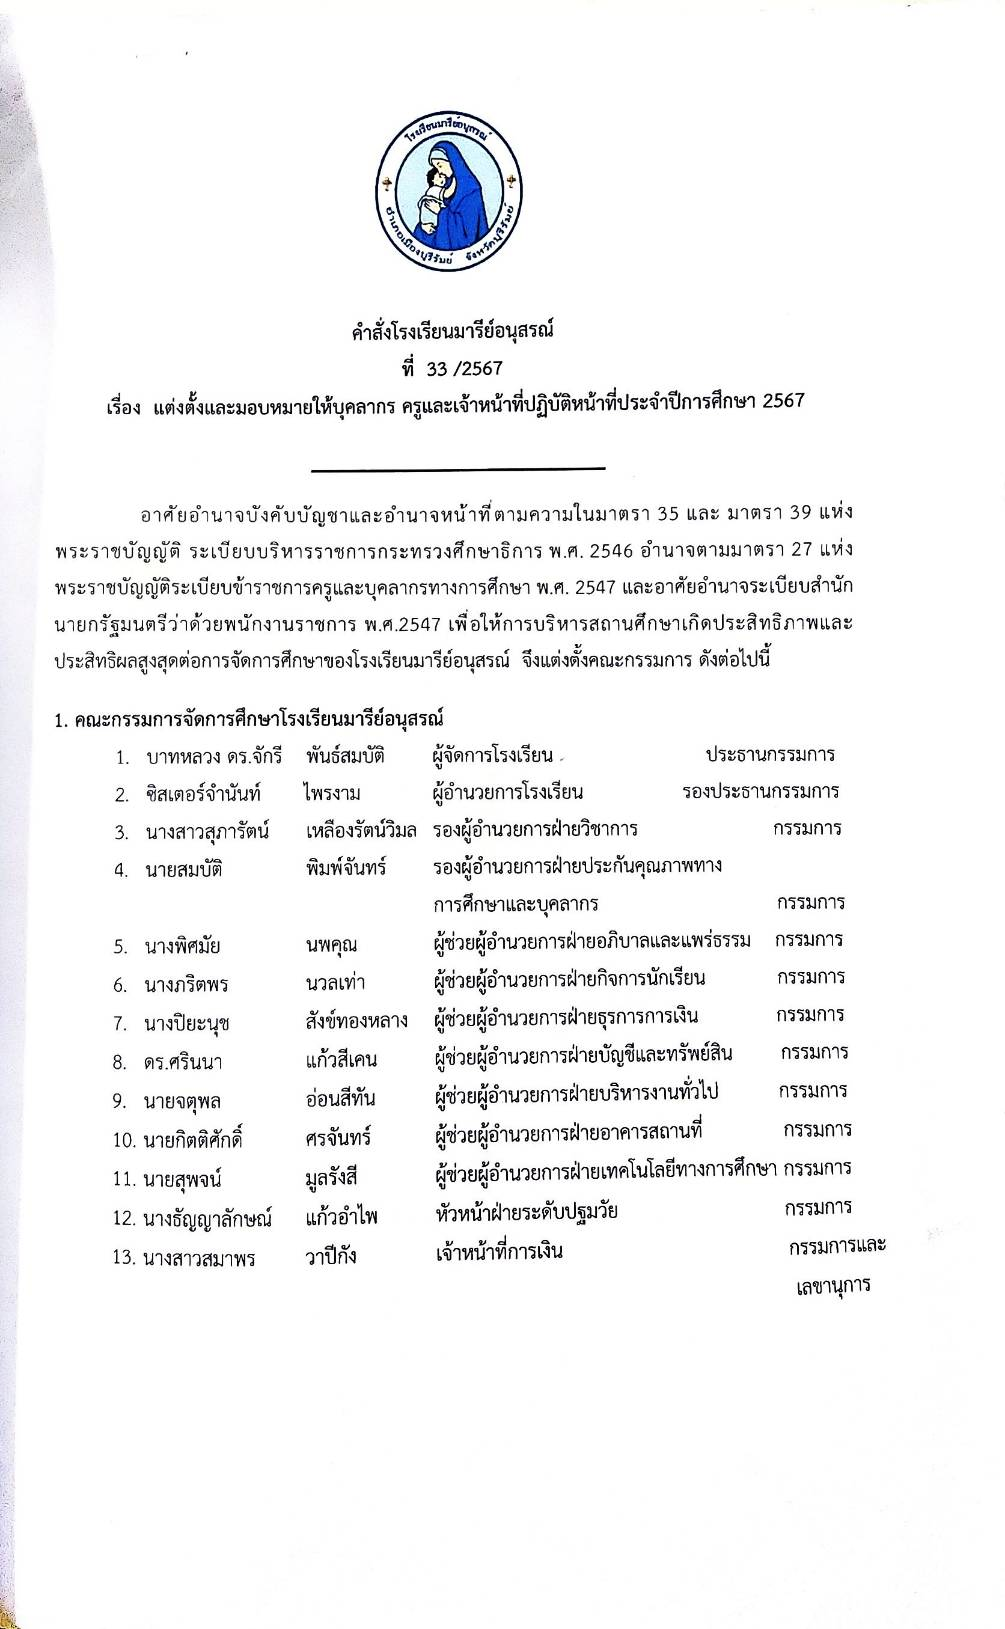 โรงเรียนมารีย์อนุสรณ์
อำเภอเมืองบุรีรัมย์ จังหวัดบุรีรัมย์
คำสั่งโรงเรียนมารีย์อนุสรณ์
ที่ 33 /2567
เรื่อง แต่งตั้งและมอบหมายให้บุคลากร ครูและเจ้าหน้าที่ปฏิบัติหน้าที่ประจำปีการศึกษา 2567
อาศัยอำนาจบังคับบัญชาและอำนาจหน้าที่ตามความในมาตรา 35 และ มาตรา 39 แห่ง
พระราชบัญญัติ ระเบียบบริหารราชการกระทรวงศึกษาธิการ พ.ศ. 2546 อำนาจตามมาตรา 27 แห่ง
พระราชบัญญัติระเบียบข้าราชการครูและบุคลากรทางการศึกษา พ.ศ. 2547 และอาศัยอำนาจระเบียบสำนัก
นายกรัฐมนตรีว่าด้วยพนักงานราชการ พ.ศ.2547 เพื่อให้การบริหารสถานศึกษาเกิดประสิทธิภาพและ
ประสิทธิผลสูงสุดต่อการจัดการศึกษาของโรงเรียนมารีย์อนุสรณ์ จึงแต่งตั้งคณะกรรมการ ดังต่อไปนี้
1. คณะกรรมการจัดการศึกษาโรงเรียนมารีย์อนุสรณ์
1. บาทหลวง ดร.จักรี พันธ์สมบัติ ผู้จัดการโรงเรียน ประธานกรรมการ
2. ซิสเตอร์จำนันท์ ไพรงาม ผู้อำนวยการโรงเรียน รองประธานกรรมการ
3. นางสาวสุภารัตน์ เหลืองรัตน์วิมล รองผู้อำนวยการฝ่ายวิชาการ กรรมการ
4. นายสมบัติ พิมพ์จันทร์ รองผู้อำนวยการฝ่ายประกันคุณภาพทาง
การศึกษาและบุคลากร กรรมการ
5. นางพิศมัย นพคุณ ผู้ช่วยผู้อำนวยการฝ่ายอภิบาลและแพร่ธรรม กรรมการ
6. นางภริตพร นวลเท่า ผู้ช่วยผู้อำนวยการฝ่ายกิจการนักเรียน กรรมการ
7. นางปิยะนุช สังข์ทองหลาง ผู้ช่วยผู้อำนวยการฝ่ายธุรการการเงิน กรรมการ
8. ดร.ศรินนา แก้วสีเคน ผู้ช่วยผู้อำนวยการฝ่ายบัญชีและทรัพย์สิน กรรมการ
9. นายจตุพล อ่อนสีทัน ผู้ช่วยผู้อำนวยการฝ่ายบริหารงานทั่วไป กรรมการ
10. นายกิตติศักดิ์ ศรจันทร์ ผู้ช่วยผู้อำนวยการฝ่ายอาคารสถานที่ กรรมการ
11. นายสุพจน์ มูลรังสี ผู้ช่วยผู้อำนวยการฝ่ายเทคโนโลยีทางการศึกษา กรรมการ
12. นางธัญญาลักษณ์ แก้วอำไพ หัวหน้าฝ่ายระดับปฐมวัย กรรมการ
13. นางสาวสมาพร วาปีกัง เจ้าหน้าที่การเงิน กรรมการและ
เลขานุการ